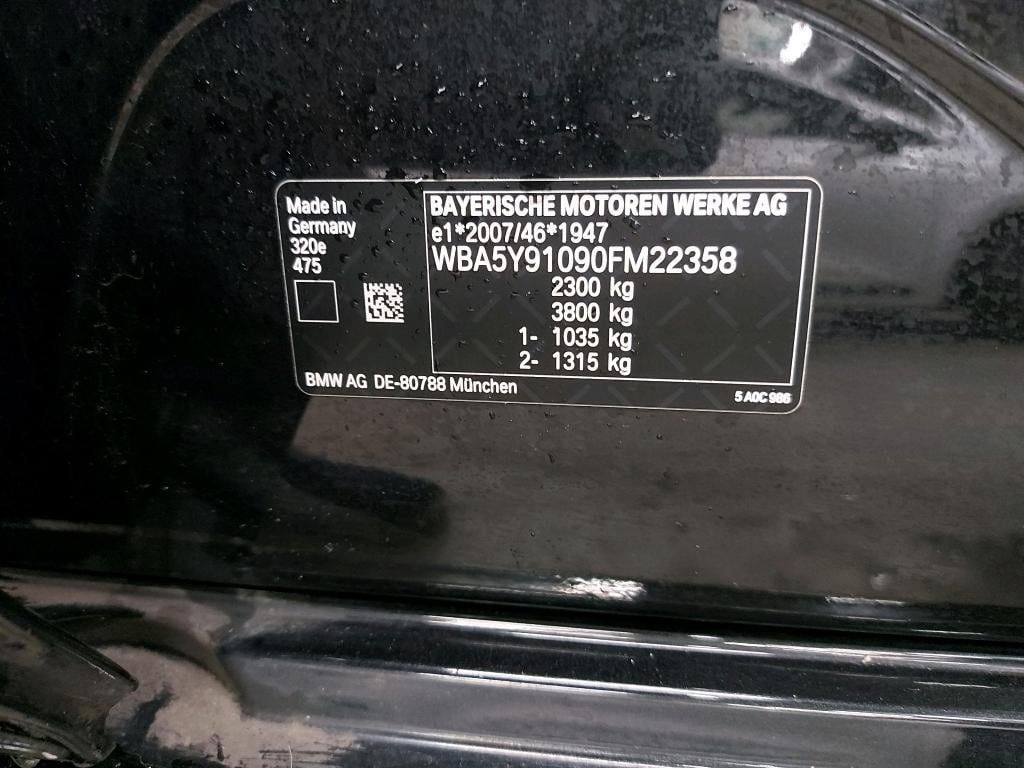 Made in
Germany
320e
475
BAYERISCHE MOTOREN WERKE AG
e1*2007/46*1947
WBA5Y91090FM22358
2300 kg
3800 kg
1- 1035 kg
2- 1315 kg
BMW AG DE-80788 München
5 A0C 986